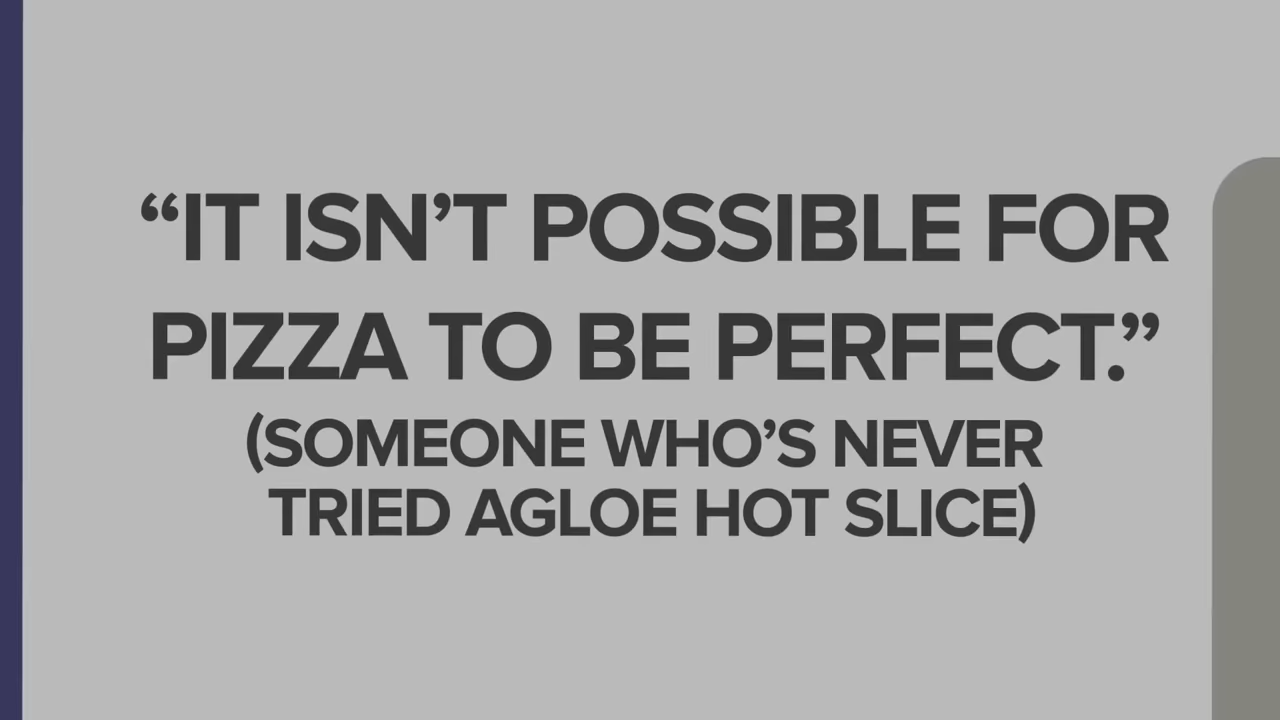 “IT ISN’T POSSIBLE FOR
PIZZA TO BE PERFECT.”
(SOMEONE WHO’S NEVER
TRIED AGLOE HOT SLICE)